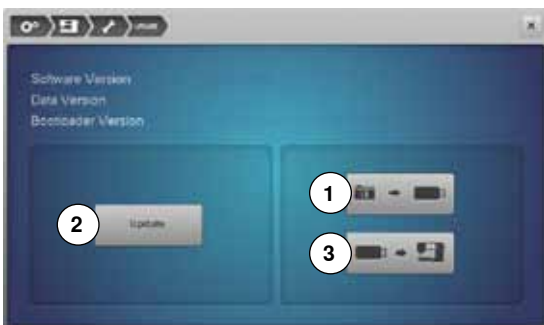 Software Version
Data Version
Bootloader Version
1
2
Update
3